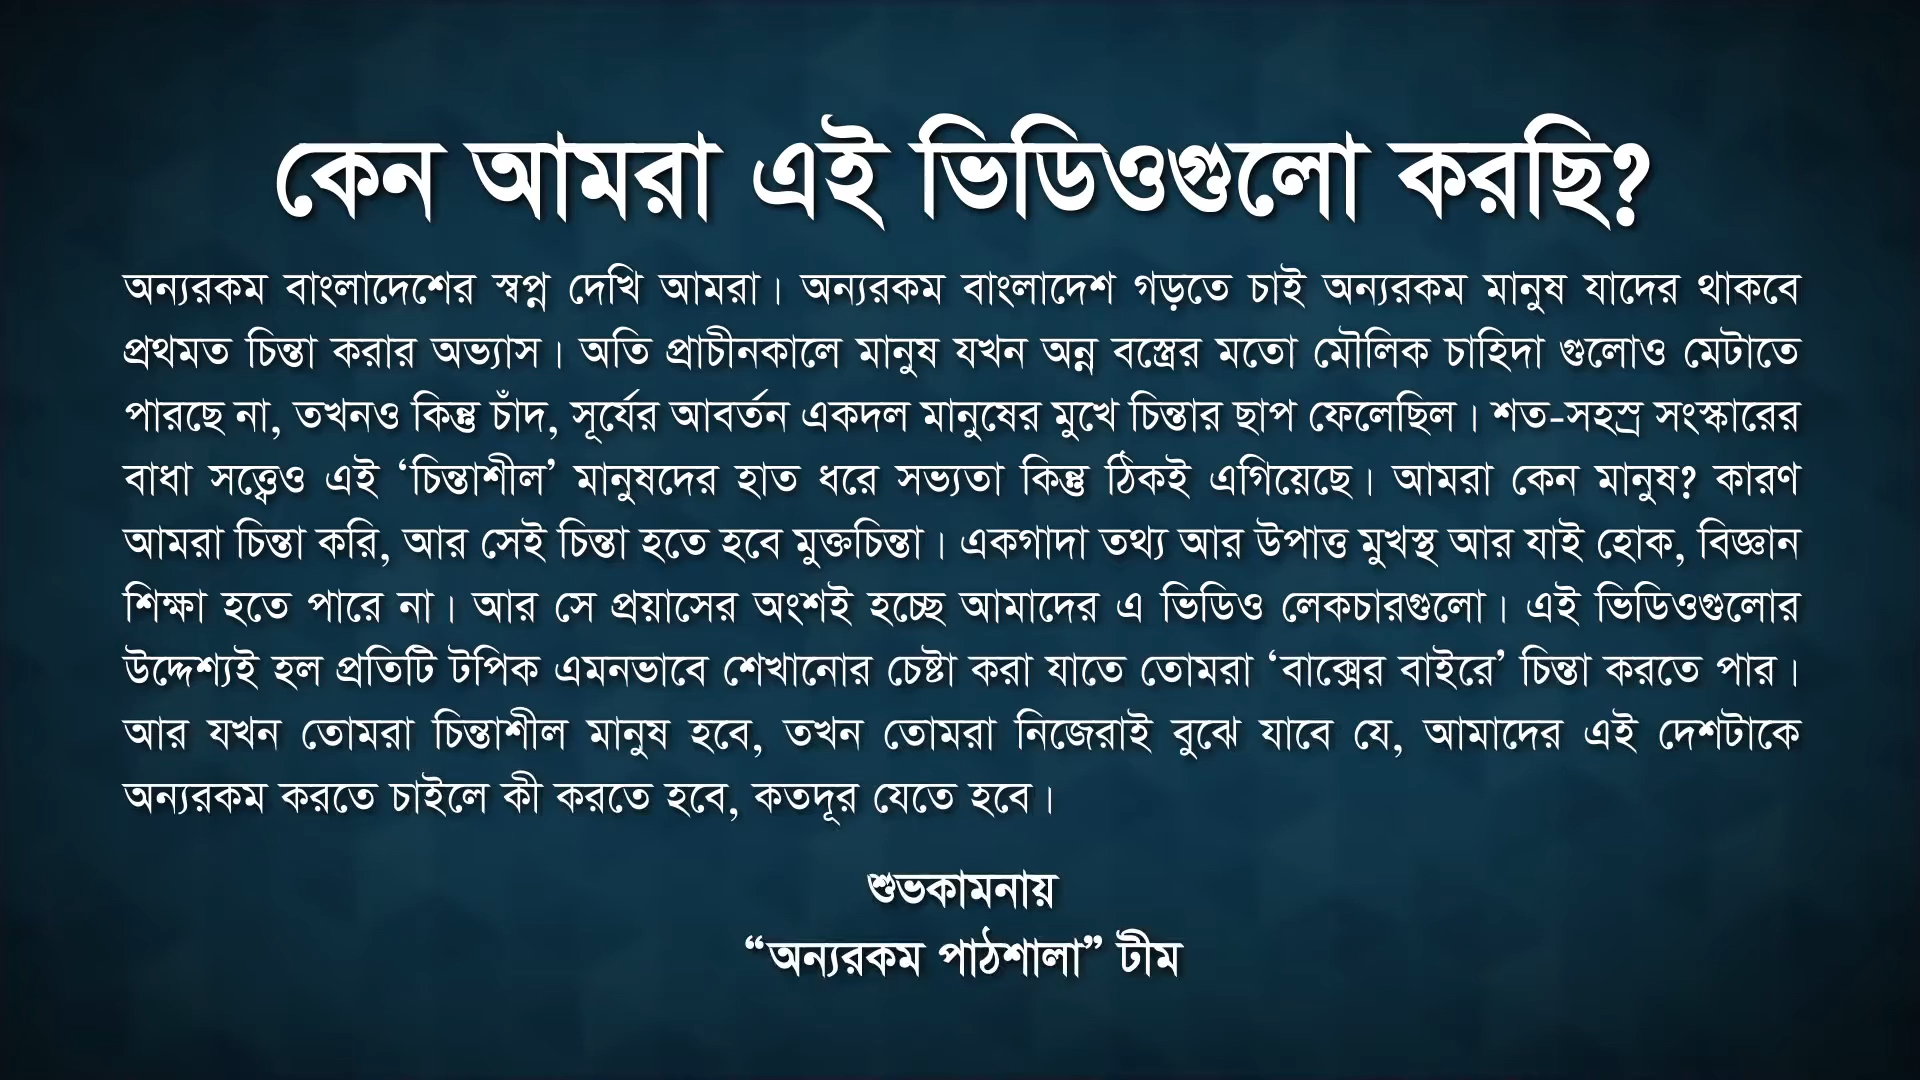 কেন আমরা এই ভিডিওগুলো করছি?
অন্যরকম বাংলাদেশের স্বপ্ন দেখি আমরা। অন্যরকম বাংলাদেশ গড়তে চাই অন্যরকম মানুষ যাদের থাকবে
প্রথমত চিন্তা করার অভ্যাস। অতি প্রাচীনকালে মানুষ যখন অন্ন বস্ত্রের মতো মৌলিক চাহিদা গুলোও মেটাতে
পারছে না, তখনও কিন্তু চাঁদ, সূর্যের আবর্তন একদল মানুষের মুখে চিন্তার ছাপ ফেলেছিল। শত-সহস্র সংস্কারের
বাধা সত্ত্বেও এই ‘চিন্তাশীল’ মানুষদের হাত ধরে সভ্যতা কিন্তু ঠিকই এগিয়েছে। আমরা কেন মানুষ? কারণ
আমরা চিন্তা করি, আর সেই চিন্তা হতে হবে মুক্তচিন্তা। একগাদা তথ্য আর উপাত্ত মুখস্থ আর যাই হোক, বিজ্ঞান
শিক্ষা হতে পারে না। আর সে প্রয়াসের অংশই হচ্ছে আমাদের এ ভিডিও লেকচারগুলো। এই ভিডিওগুলোর
উদ্দেশ্যই হল প্রতিটি টপিক এমনভাবে শেখানোর চেষ্টা করা যাতে তোমরা ‘বাক্সের বাইরে’ চিন্তা করতে পার।
আর যখন তোমরা চিন্তাশীল মানুষ হবে, তখন তোমরা নিজেরাই বুঝে যাবে যে, আমাদের এই দেশটাকে
অন্যরকম করতে চাইলে কী করতে হবে, কতদূর যেতে হবে।
শুভকামনায়
“অন্যরকম পাঠশালা” টীম